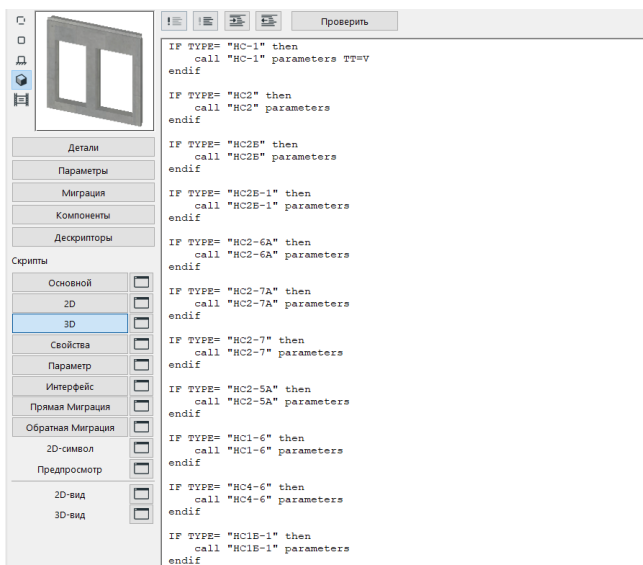 Проверить
Детали
Параметры
Миграция
Компоненты
Дескрипторы
Скрипты
Основной
2D
3D
Свойства
Параметр
Интерфейс
Прямая Миграция
Обратная Миграция
2D-символ
Предпросмотр
2D-вид
3D-вид
IF TYPE= "НС-1" then
call "НС-1" parameters TT=V
endif
IF TYPE= "НС2" then
call "НС2" parameters
endif
IF TYPE= "НС2Б" then
call "НС2Б" parameters
endif
IF TYPE= "НС2Б-1" then
call "НС2Б-1" parameters
endif
IF TYPE= "НС2-6А" then
call "НС2-6А" parameters
endif
IF TYPE= "НС2-7А" then
call "НС2-7А" parameters
endif
IF TYPE= "НС2-7" then
call "НС2-7" parameters
endif
IF TYPE= "НС2-5А" then
call "НС2-5А" parameters
endif
IF TYPE= "НС1-6" then
call "НС1-6" parameters
endif
IF TYPE= "НС4-6" then
call "НС4-6" parameters
endif
IF TYPE= "НС1Б-1" then
call "НС1Б-1" parameters
endif